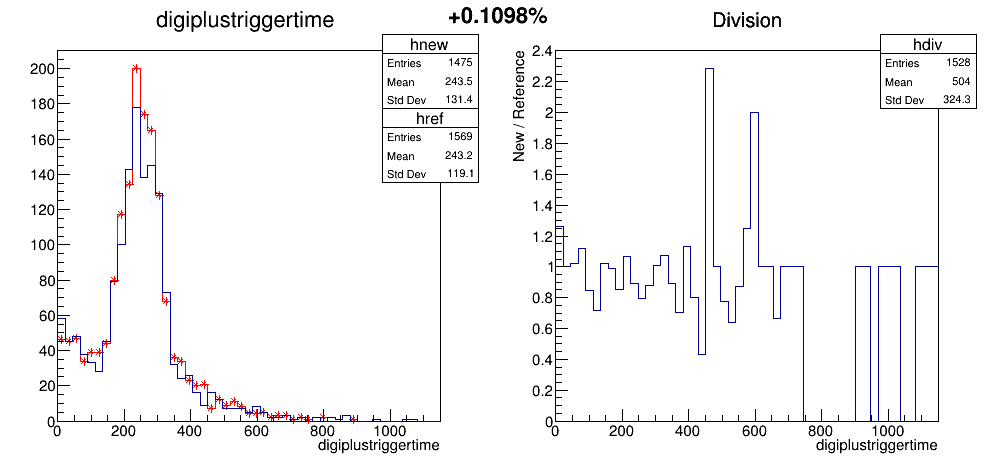 digiplustriggertime
+0.1098%
Division
hnew
Entries 1475
Mean 243.5
Std Dev 131.4
href
Entries 1569
Mean 243.2
Std Dev 119.1
200
180
160
140
120
100
80
60
40
20
0
0 200 400 600 800 1000
digiplustriggertime
hdiv
Entries 1528
Mean 504
Std Dev 324.3
New / Reference
2.4
2.2
2
1.8
1.6
1.4
1.2
1
0.8
0.6
0.4
0.2
0
0 200 400 600 800 1000
digiplustriggertime